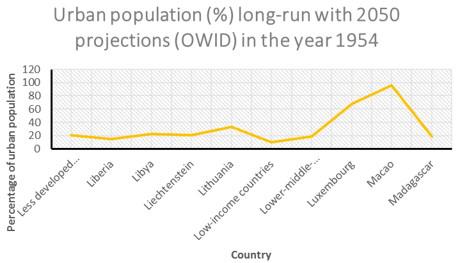 Urban population (%) long-run with 2050
projections (OWID) in the year 1954
Percentage of urban population
120
100
80
60
40
20
0
Less developed...
Liberia
Libya
Liechtenstein
Lithuania
Low-income countries
Lower-middle-...
Luxembourg
Macao
Madagascar
Country